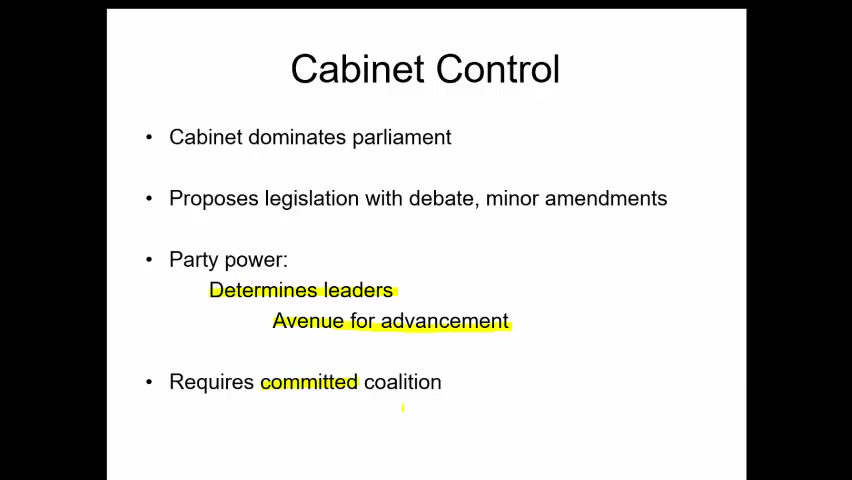 Cabinet Control
• Cabinet dominates parliament
• Proposes legislation with debate, minor amendments
• Party power:
Determines leaders
Avenue for advancement
• Requires committed coalition